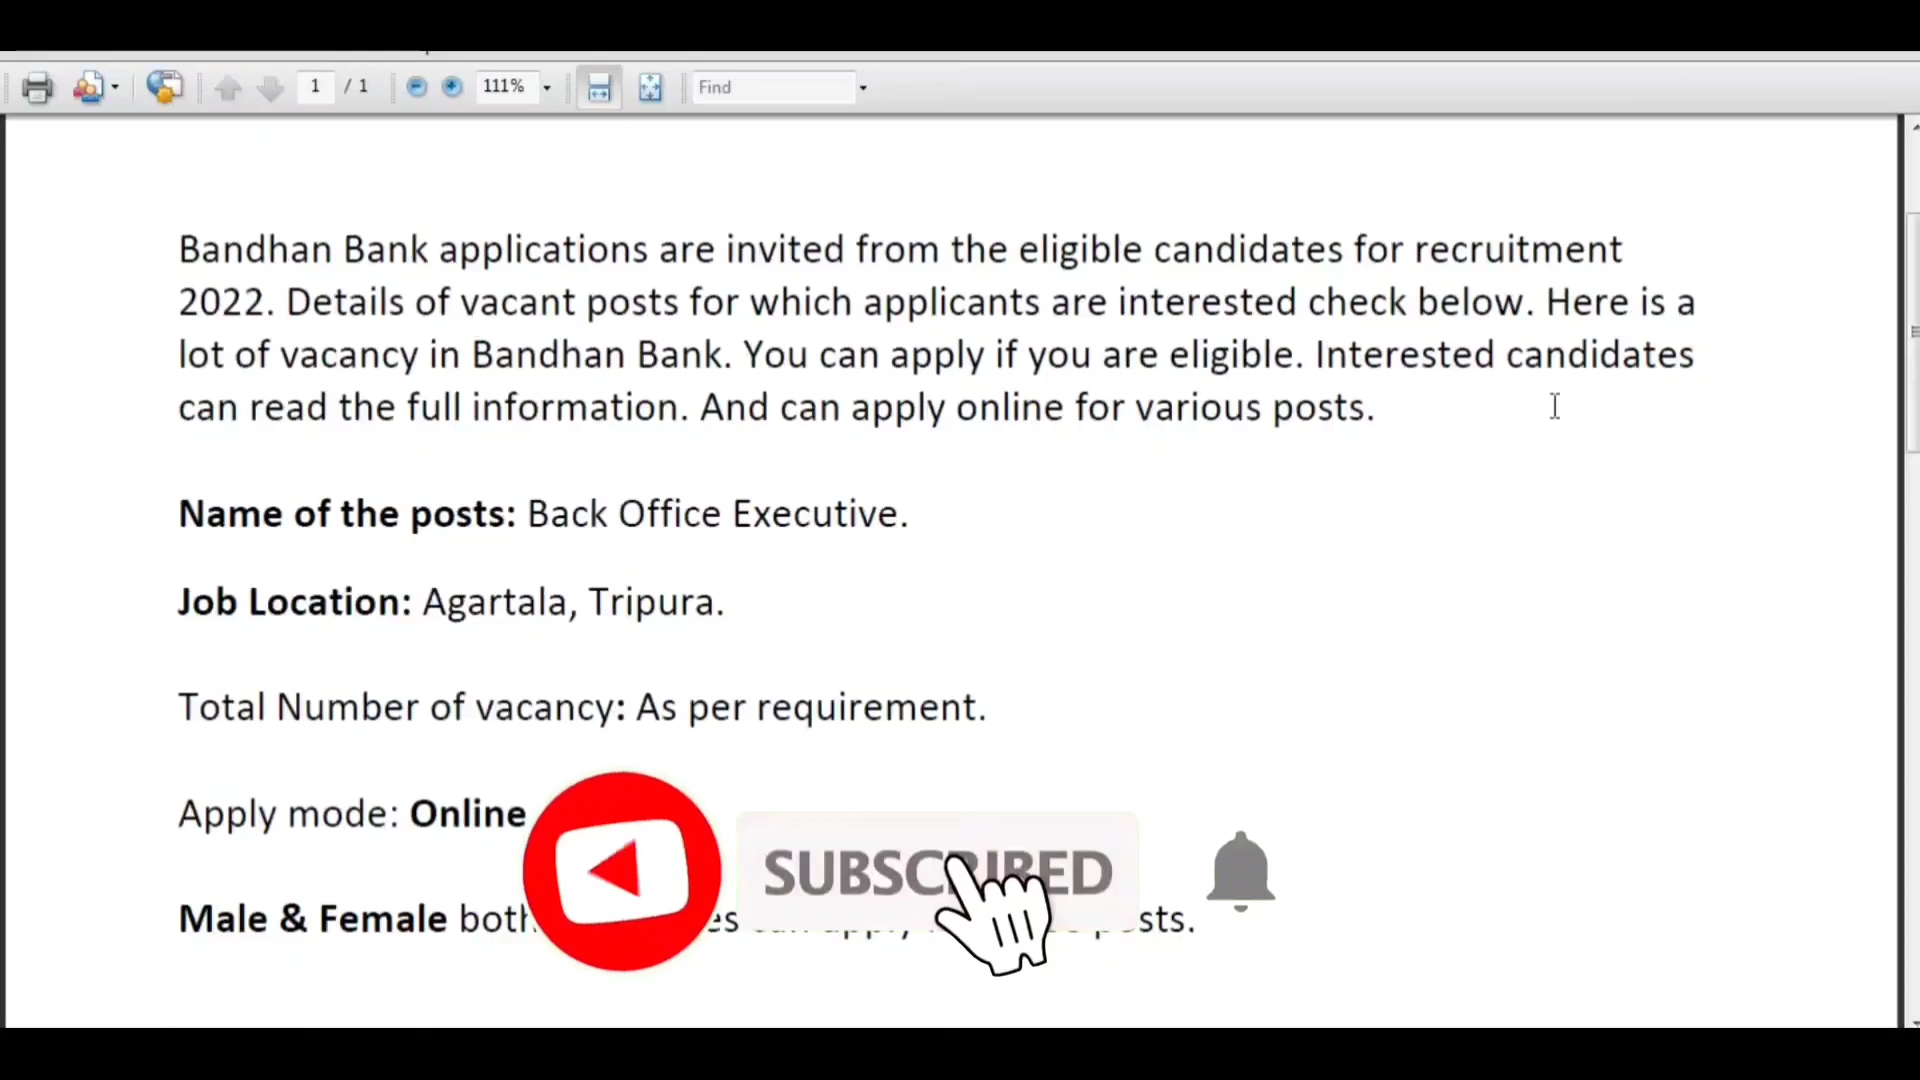 1 / 1 111% Find
Bandhan Bank applications are invited from the eligible candidates for recruitment
2022. Details of vacant posts for which applicants are interested check below. Here is a
lot of vacancy in Bandhan Bank. You can apply if you are eligible. Interested candidates
can read the full information. And can apply online for various posts.
Name of the posts: Back Office Executive.
Job Location: Agartala, Tripura.
Total Number of vacancy: As per requirement.
Apply mode: Online
SUBSCRIBED
Male & Female both